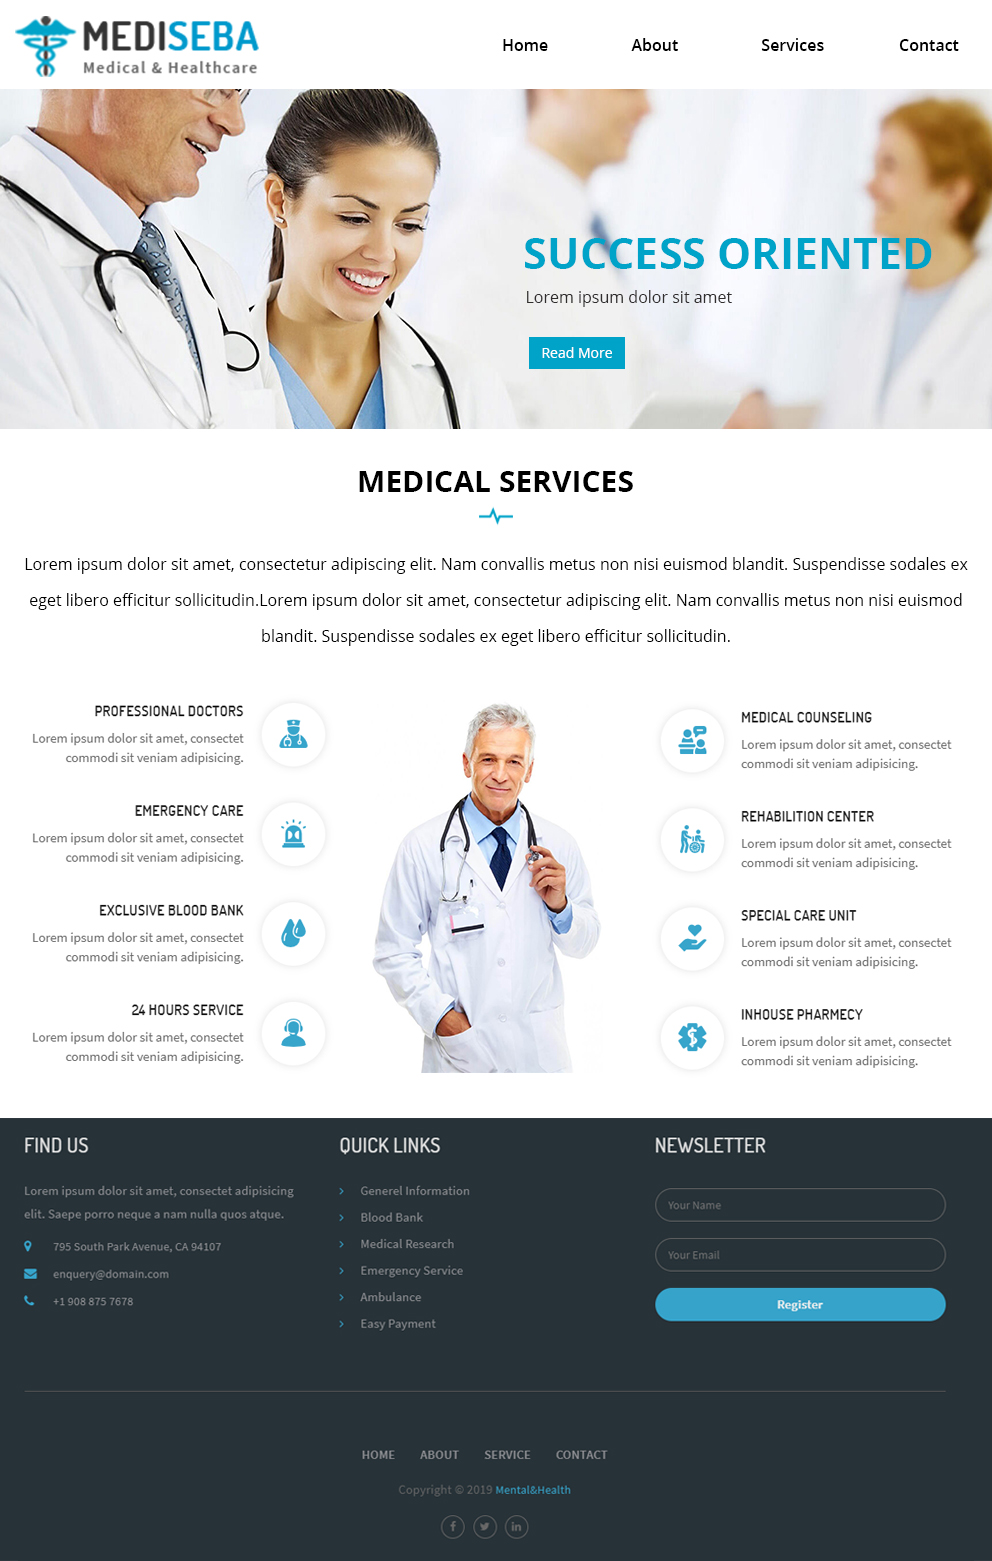 MEDISEBA
Medical & Healthcare
Home
About
Services
Contact
SUCCESS ORIENTED
Lorem ipsum dolor sit amet
Read More
MEDICAL SERVICES
Lorem ipsum dolor sit amet, consectetur adipiscing elit. Nam convallis metus non nisi euismod blandit. Suspendisse sodales ex
eget libero efficitur sollicitudin.Lorem ipsum dolor sit amet, consectetur adipiscing elit. Nam convallis metus non nisi euismod
blandit. Suspendisse sodales ex eget libero efficitur sollicitudin.
PROFESSIONAL DOCTORS
Lorem ipsum dolor sit amet, consectet
commodi sit veniam adipisicing.
EMERGENCY CARE
Lorem ipsum dolor sit amet, consectet
commodi sit veniam adipisicing.
EXCLUSIVE BLOOD BANK
Lorem ipsum dolor sit amet, consectet
commodi sit veniam adipisicing.
24 HOURS SERVICE
Lorem ipsum dolor sit amet, consectet
commodi sit veniam adipisicing.
MEDICAL COUNSELING
Lorem ipsum dolor sit amet, consectet
commodi sit veniam adipisicing.
REHABILITION CENTER
Lorem ipsum dolor sit amet, consectet
commodi sit veniam adipisicing.
SPECIAL CARE UNIT
Lorem ipsum dolor sit amet, consectet
commodi sit veniam adipisicing.
INHOUSE PHARMECY
Lorem ipsum dolor sit amet, consectet
commodi sit veniam adipisicing.
FIND US
Lorem ipsum dolor sit amet, consectet adipisicing
elit. Saepe porro neque a nam nulla quos atque.
795 South Park Avenue, CA 94107
enquery@domain.com
+1 908 875 7678
QUICK LINKS
Generel Information
Blood Bank
Medical Research
Emergency Service
Ambulance
Easy Payment
NEWSLETTER
Your Name
Your Email
Register
HOME
ABOUT
SERVICE
CONTACT
Copyright © 2019 Mental&Health